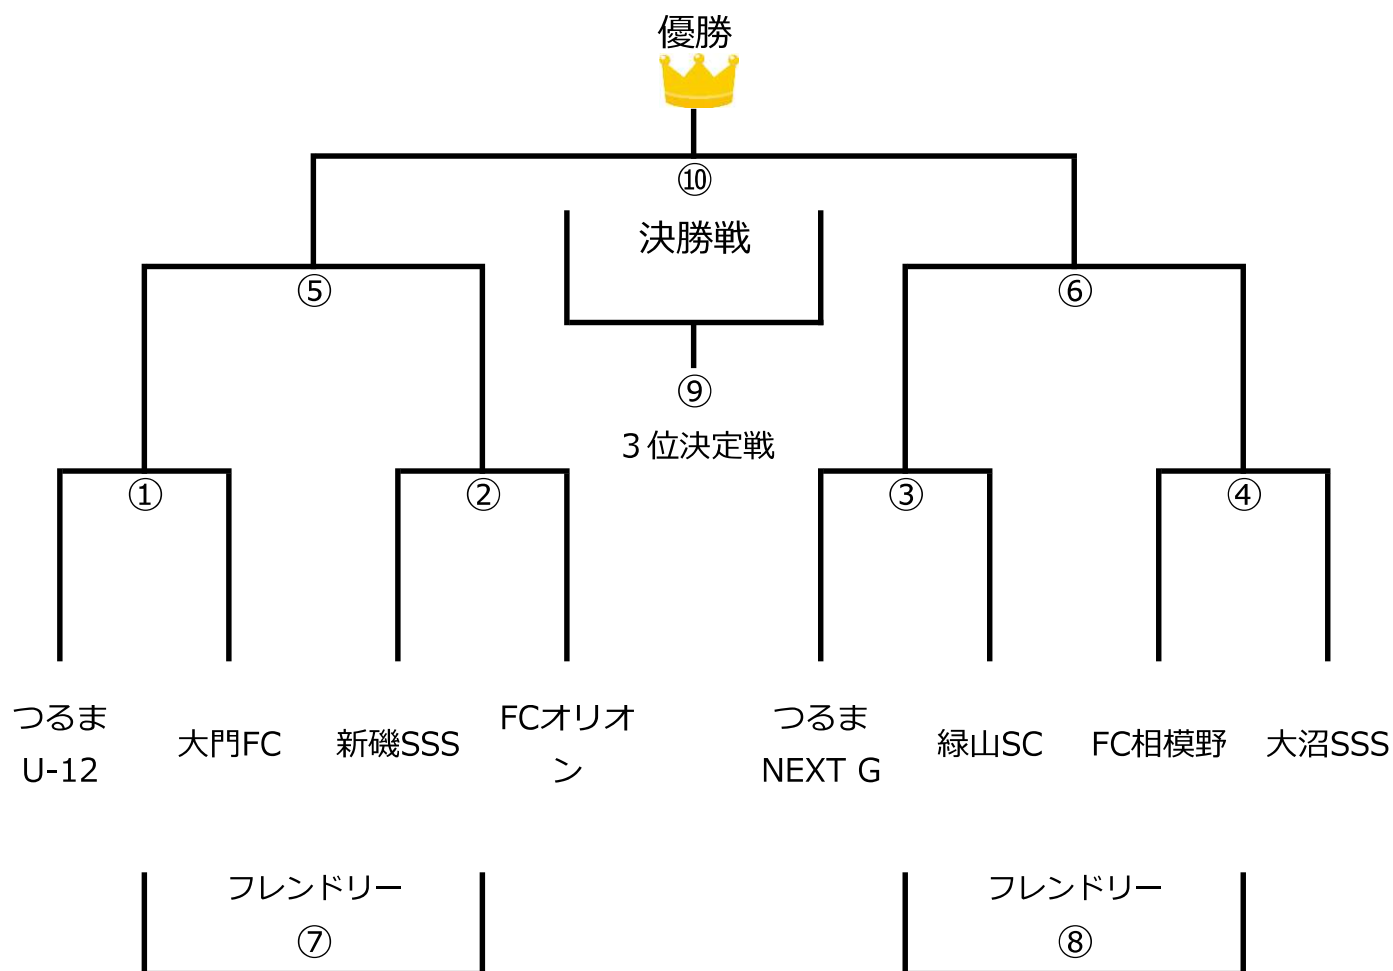 優勝
⑩
決勝戦
⑤
⑥
⑨
３位決定戦
①
②
③
④
つるま
U-12
大門FC
新磯SSS
FCオリオ
ン
つるま
NEXT G
緑山SC
FC相模野
大沼SSS
フレンドリー
⑦
フレンドリー
⑧